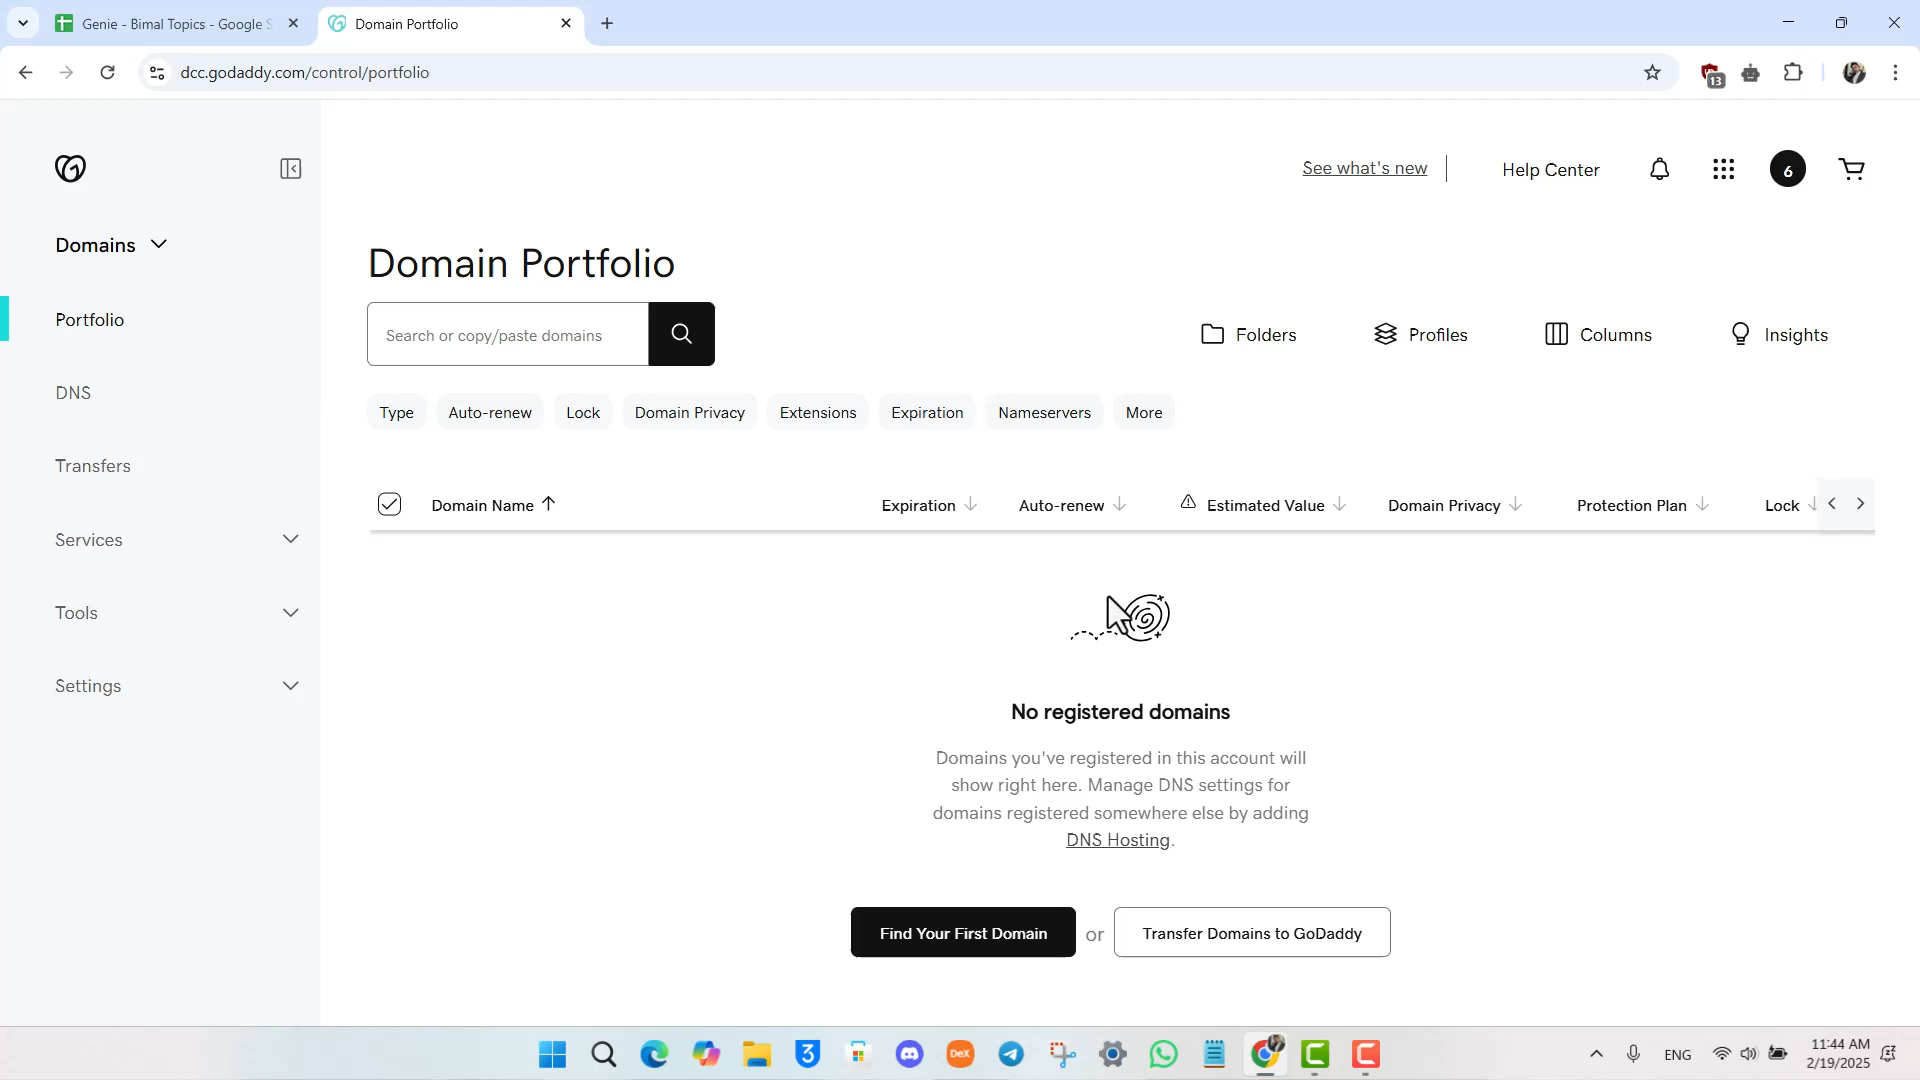 Genie - Bimal Topics - Google S
Domain Portfolio
dcc.godaddy.com/control/portfolio
13
See what's new
Help Center
6
Domains
Portfolio
DNS
Transfers
Services
Tools
Settings
Domain Portfolio
Search or copy/paste domains
Folders
Profiles
Columns
Insights
Type
Auto-renew
Lock
Domain Privacy
Extensions
Expiration
Nameservers
More
Domain Name
Expiration
Auto-renew
Estimated Value
Domain Privacy
Protection Plan
Lock
No registered domains
Domains you've registered in this account will
show right here. Manage DNS settings for
domains registered somewhere else by adding
DNS Hosting.
Find Your First Domain
or
Transfer Domains to GoDaddy
3
DeX
ENG
11:44 AM
2/19/2025